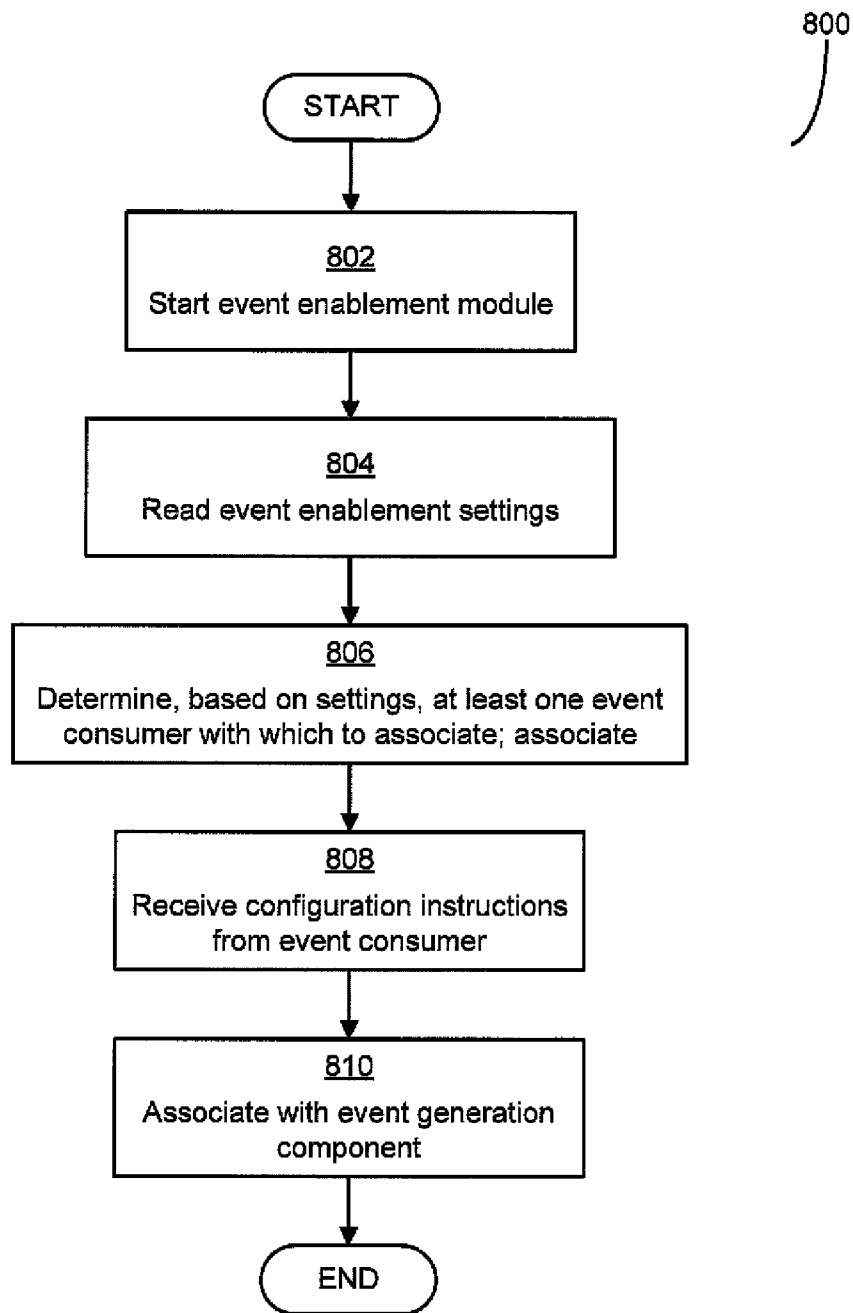 800
START
802
Start event enablement module
804
Read event enablement settings
806
Determine, based on settings, at least one event
consumer with which to associate; associate
808
Receive configuration instructions
from event consumer
810
Associate with event generation
component
END